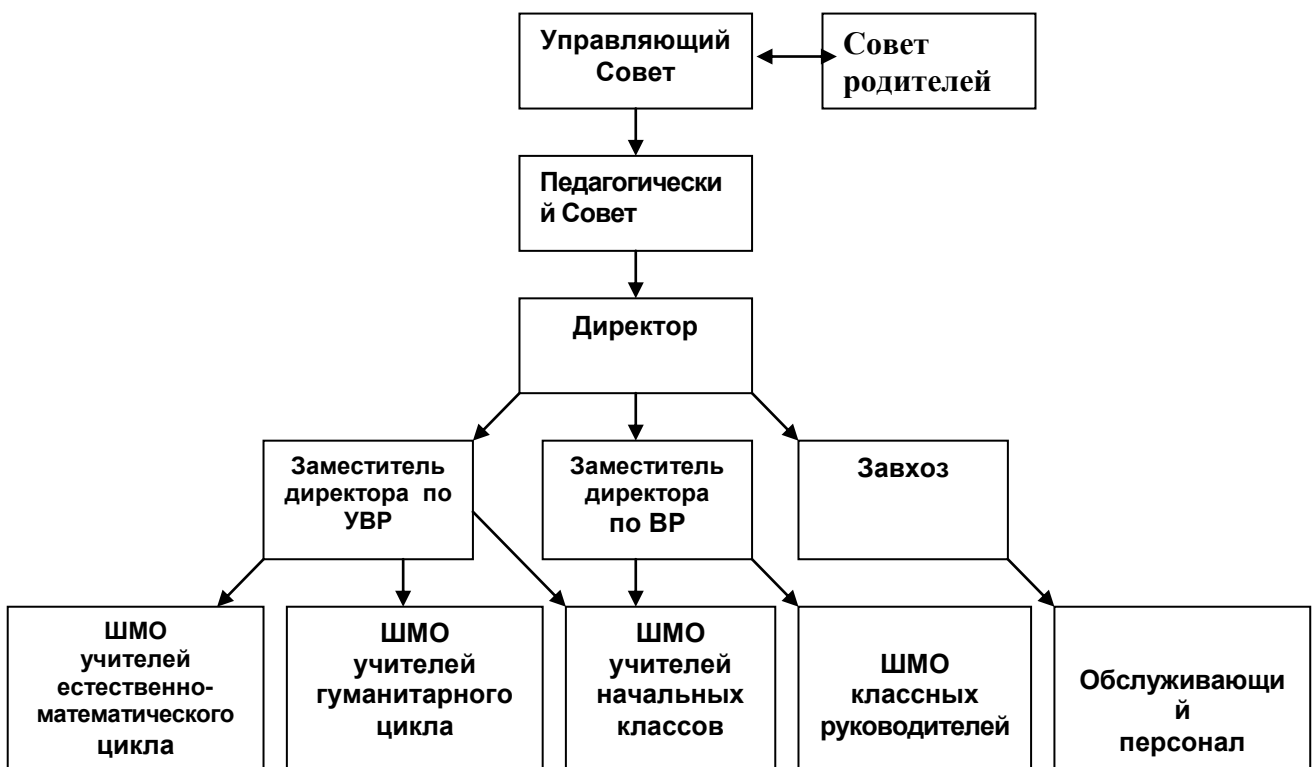 Управляющий
Совет
Совет
родителей
Педагогически
й Совет
Директор
Заместитель
директора по
УВР
Заместитель
директора
по ВР
Завхоз
ШМО
учителей
естественно-
математического
цикла
ШМО
учителей
гуманитарного
цикла
ШМО
учителей
начальных
классов
ШМО
классных
руководителей
Обслуживающи
й
персонал